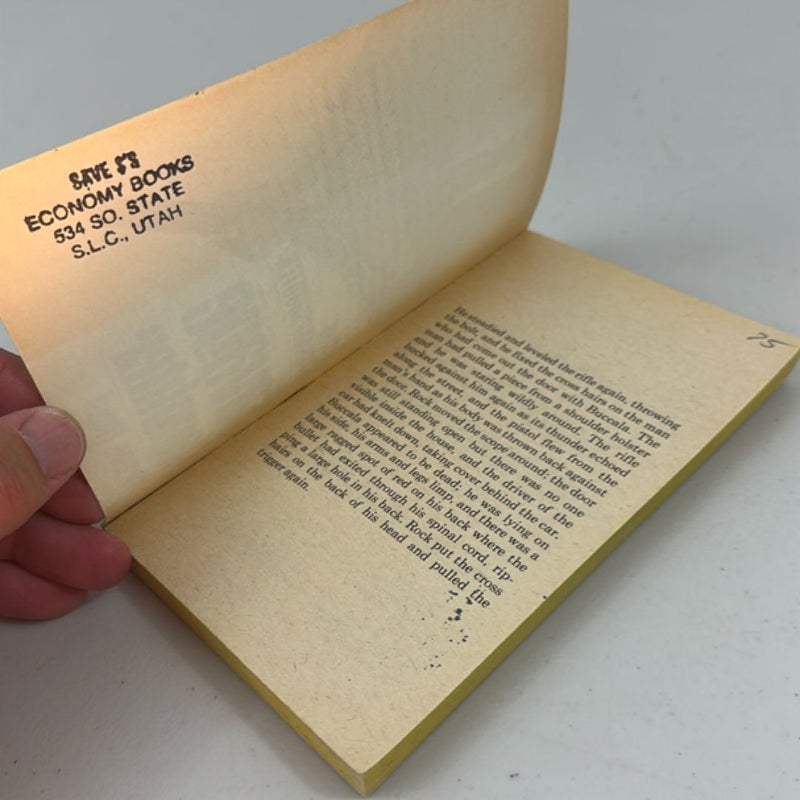 SAVE $'S
ECONOMY BOOKS
534 SO. STATE
S.L.C., UTAH
75
He steadied and leveled the rifle again, throwing
the bolt, and he fixed the cross hairs on the man
who had come out the door with Buccala. The
man had pulled a piece from a shoulder holster
and he was staring wildly around. The rifle
bucked against him again as its thunder echoed
along the street, and the pistol flew from the
man's hand as his body was thrown back against
the door. Rock moved the scope around; the door
was still standing open but there was no one
visible inside the house, and the driver of the
car had knelt down, taking cover behind the car.
Buccala appeared to be dead; he was lying on
his side, his arms and legs limp, and there was a
large ragged spot of red on his back where the
bullet had exited through his spinal cord, rip-
ping a large hole in his back. Rock put the cross
hairs on the back of his head and pulled the
trigger again.